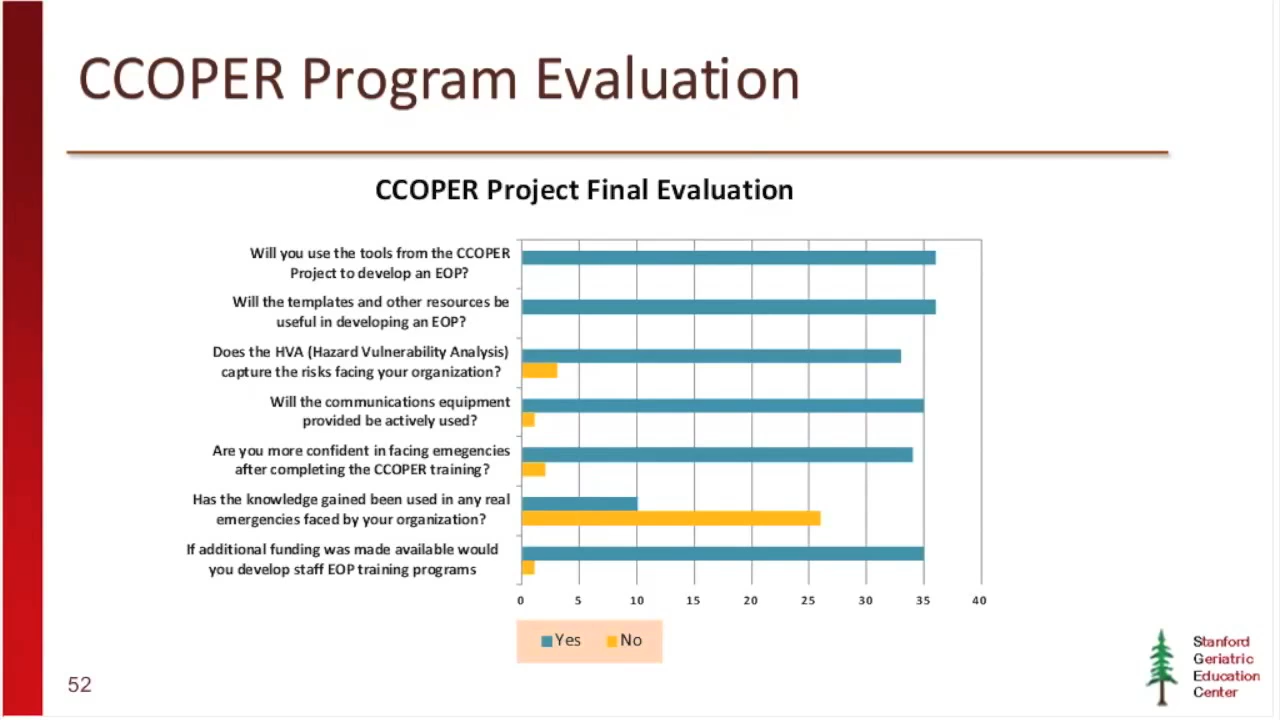 CCOPER Program Evaluation
CCOPER Project Final Evaluation
Will you use the tools from the CCOPER
Project to develop an EOP?
Will the templates and other resources be
useful in developing an EOP?
Does the HVA (Hazard Vulnerability Analysis)
capture the risks facing your organization?
Will the communications equipment
provided be actively used?
Are you more confident in facing emegencies
after completing the CCOPER training?
Has the knowledge gained been used in any real
emergencies faced by your organization?
If additional funding was made available would
you develop staff EOP training programs
0 5 10 15 20 25 30 35 40
Yes No
52
Stanford
Geriatric
Education
Center